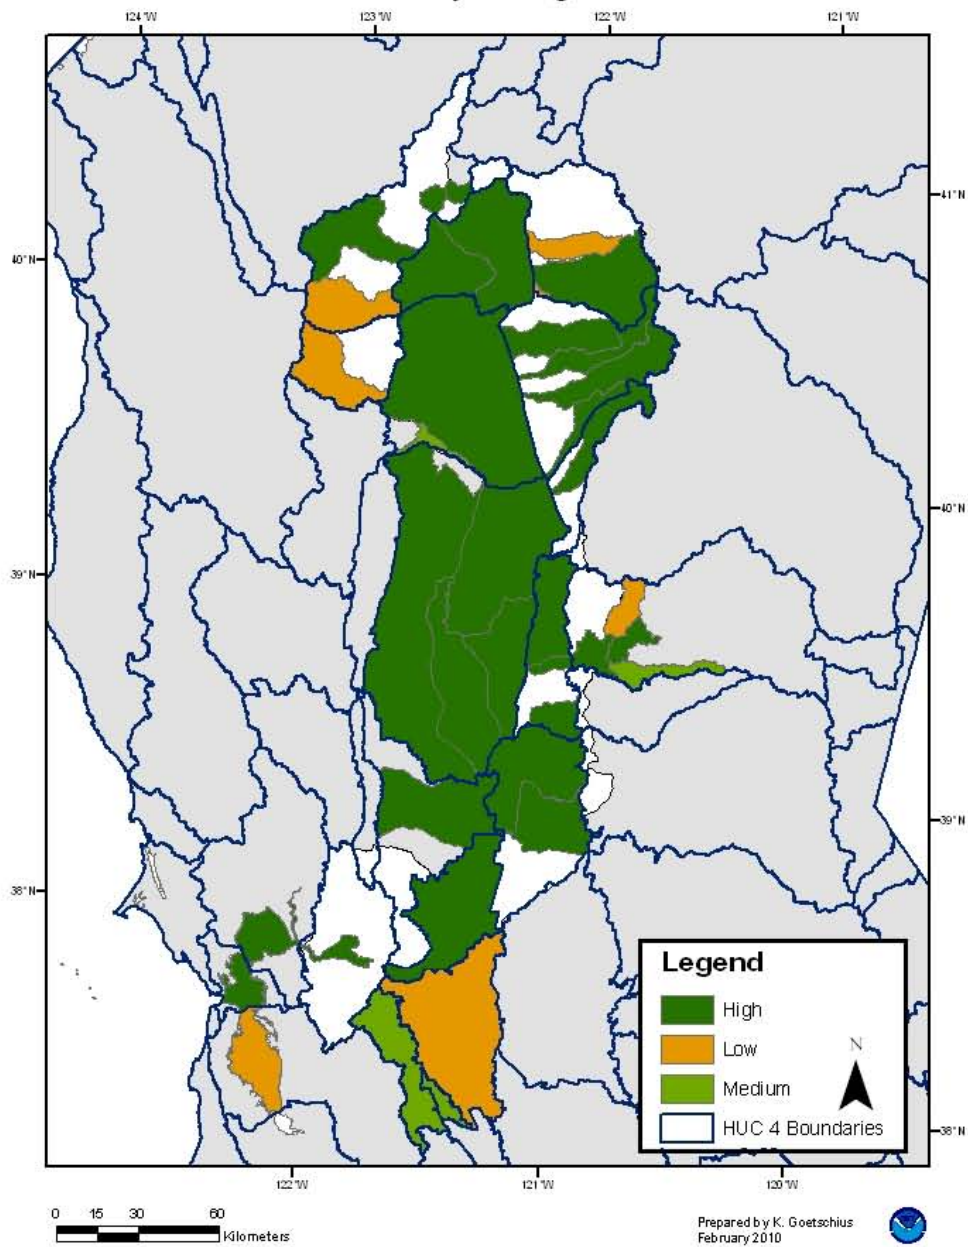 124°W 123°W 122°W 121°W
41°N
40°N
40°N
39°N
39°N
38°N
Legend
High
Low
Medium
HUC 4 Boundaries
N
38°N
122°W 121°W 120°W
0 15 30 60
Kilometers
Prepared by K. Goetschius
February 2010